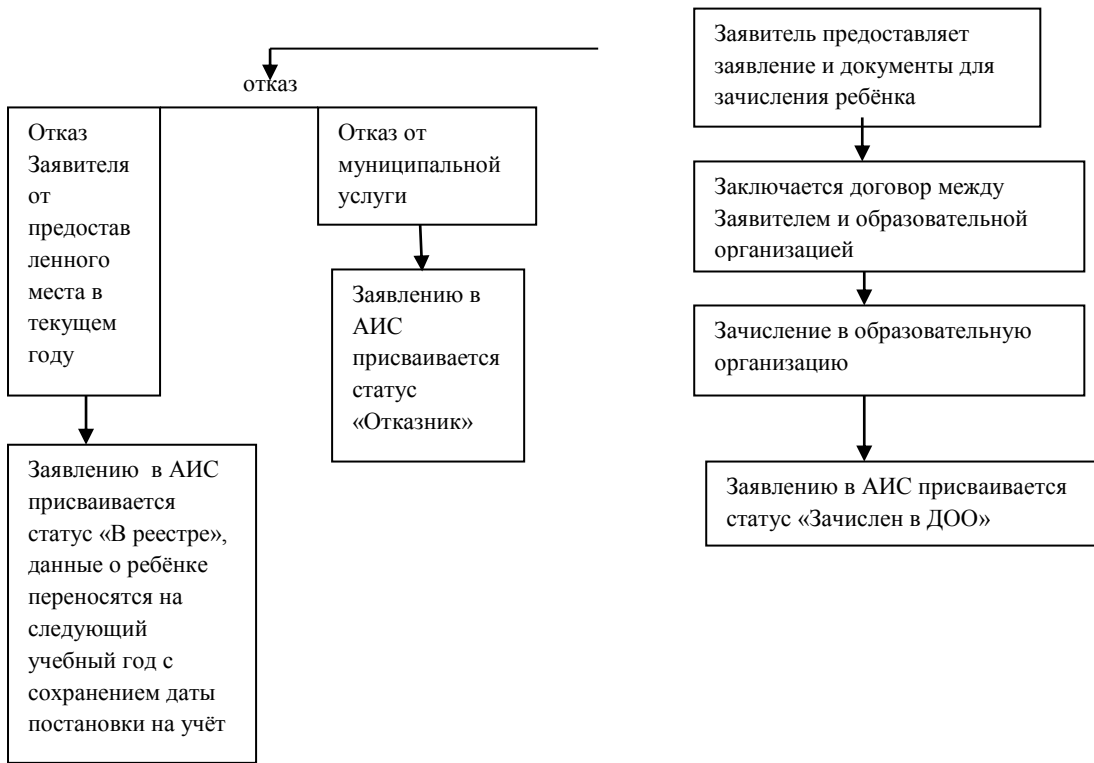 отказ
Отказ
Заявителя
от
предостав
ленного
места в
текущем
году
Заявлению в АИС
присваивается
статус «В реестре»,
данные о ребёнке
переносятся на
следующий
учебный год с
сохранением даты
постановки на учёт
Отказ от
муниципальной
услуги
Заявлению в
АИС
присваивается
статус
«Отказник»
Заявитель предоставляет
заявление и документы для
зачисления ребёнка
Заключается договор между
Заявителем и образовательной
организацией
Зачисление в образовательную
организацию
Заявлению в АИС присваивается
статус «Зачислен в ДОО»